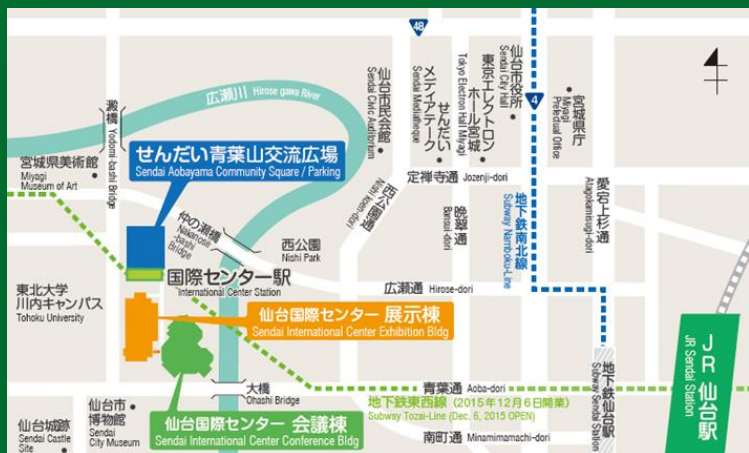 48
仙台市民会館
Sendai Civic Auditorium
せんだい
メディアテーク
Sendai Mediatheque
東京エレクトロン
ホール宮城
Tokyo Electron Hall Miyagi
仙台市役所
Sendai City Hall
4
宮城県庁
Miyagi
Prefectual Office
広瀬川 Hirose gawa River
澱橋 Yodomi-bashi Bridge
宮城県美術館
Miyagi
Museum of Art
せんだい青葉山交流広場
Sendai Aobayama Community Square / Parking
定禅寺通 Jozenji-dori
西公園通
Nishi Koen-dori
晩翠通
Bansui-dori
地下鉄南北線
Subway Namboku-Line
愛宕上杉通
Atagokamisugi-dori
仲の瀬橋
Nakanose
-bashi
Bridge
西公園
Nishi Park
国際センター駅
International Center Station
広瀬通 Hirose-dori
東北大学
川内キャンパス
Tohoku University
仙台国際センター 展示棟
Sendai International Center Exhibition Bldg
JR 仙台駅
JR Sendai Station
地下鉄仙台駅
Subway Sendai Station
大橋
Ohashi Bridge
青葉通 Aoba-dori
地下鉄東西線（2015年12月6日開業）
Subway Tozai-Line (Dec. 6, 2015 OPEN)
仙台市
博物館
Sendai
City Museum
仙台国際センター 会議棟
Sendai International Center Conference Bldg
仙台城跡
Sendai Castle
Site
南町通 Minamimamachi-dori